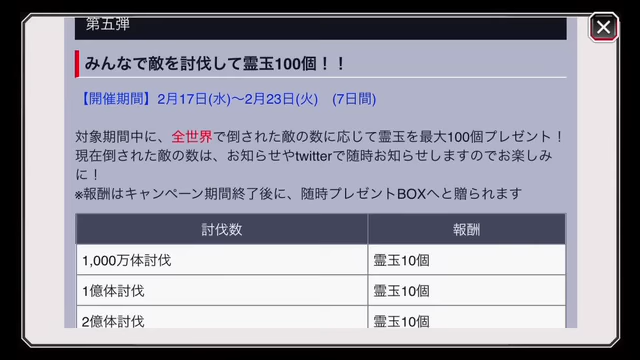 第五弾
みんなで敵を討伐して霊玉100個！！
【開催期間】2月17日(水)～2月23日(火) (7日間)
対象期間中に、全世界で倒された敵の数に応じて霊玉を最大100個プレゼント！
現在倒された敵の数は、お知らせやtwitterで随時お知らせしますのでお楽しみ
に！
※報酬はキャンペーン期間終了後に、随時プレゼントBOXへと贈られます
討伐数 報酬
1,000万体討伐 霊玉10個
1億体討伐 霊玉10個
2億体討伐 霊玉10個